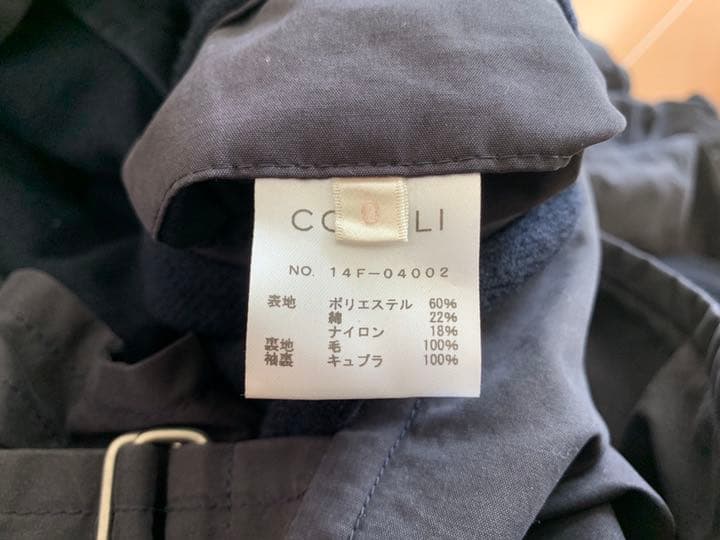 0
CO LI
NO. 14F-04002
表地 ポリエステル 60%
綿 22%
ナイロン 18%
裏地 毛 100%
袖裏 キュプラ 100%